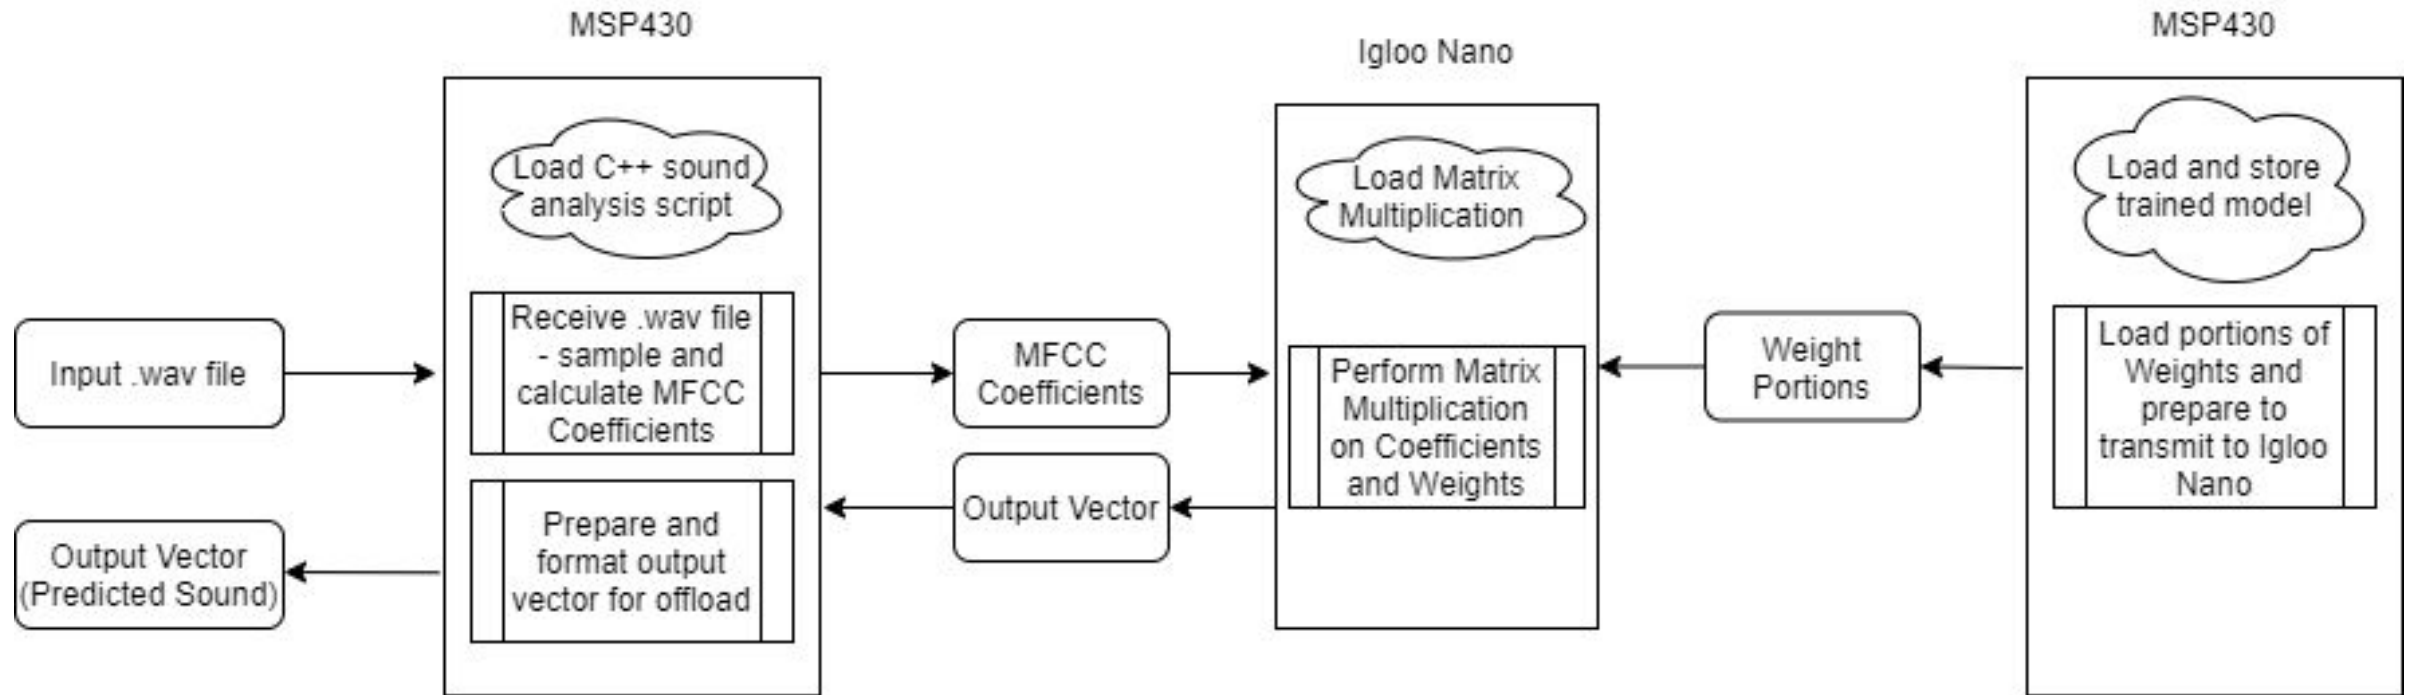 MSP430
Igloo Nano
MSP430
Load C++ sound
analysis script
Load Matrix
Multiplication
Load and store
trained model
Input .wav file
Receive .wav file
- sample and
calculate MFCC
Coefficients
MFCC
Coefficients
Perform Matrix
Multiplication
on Coefficients
and Weights
Weight
Portions
Load portions of
Weights and
prepare to
transmit to Igloo
Nano
Output Vector
Prepare and
format output
vector for offload
Output Vector
(Predicted Sound)